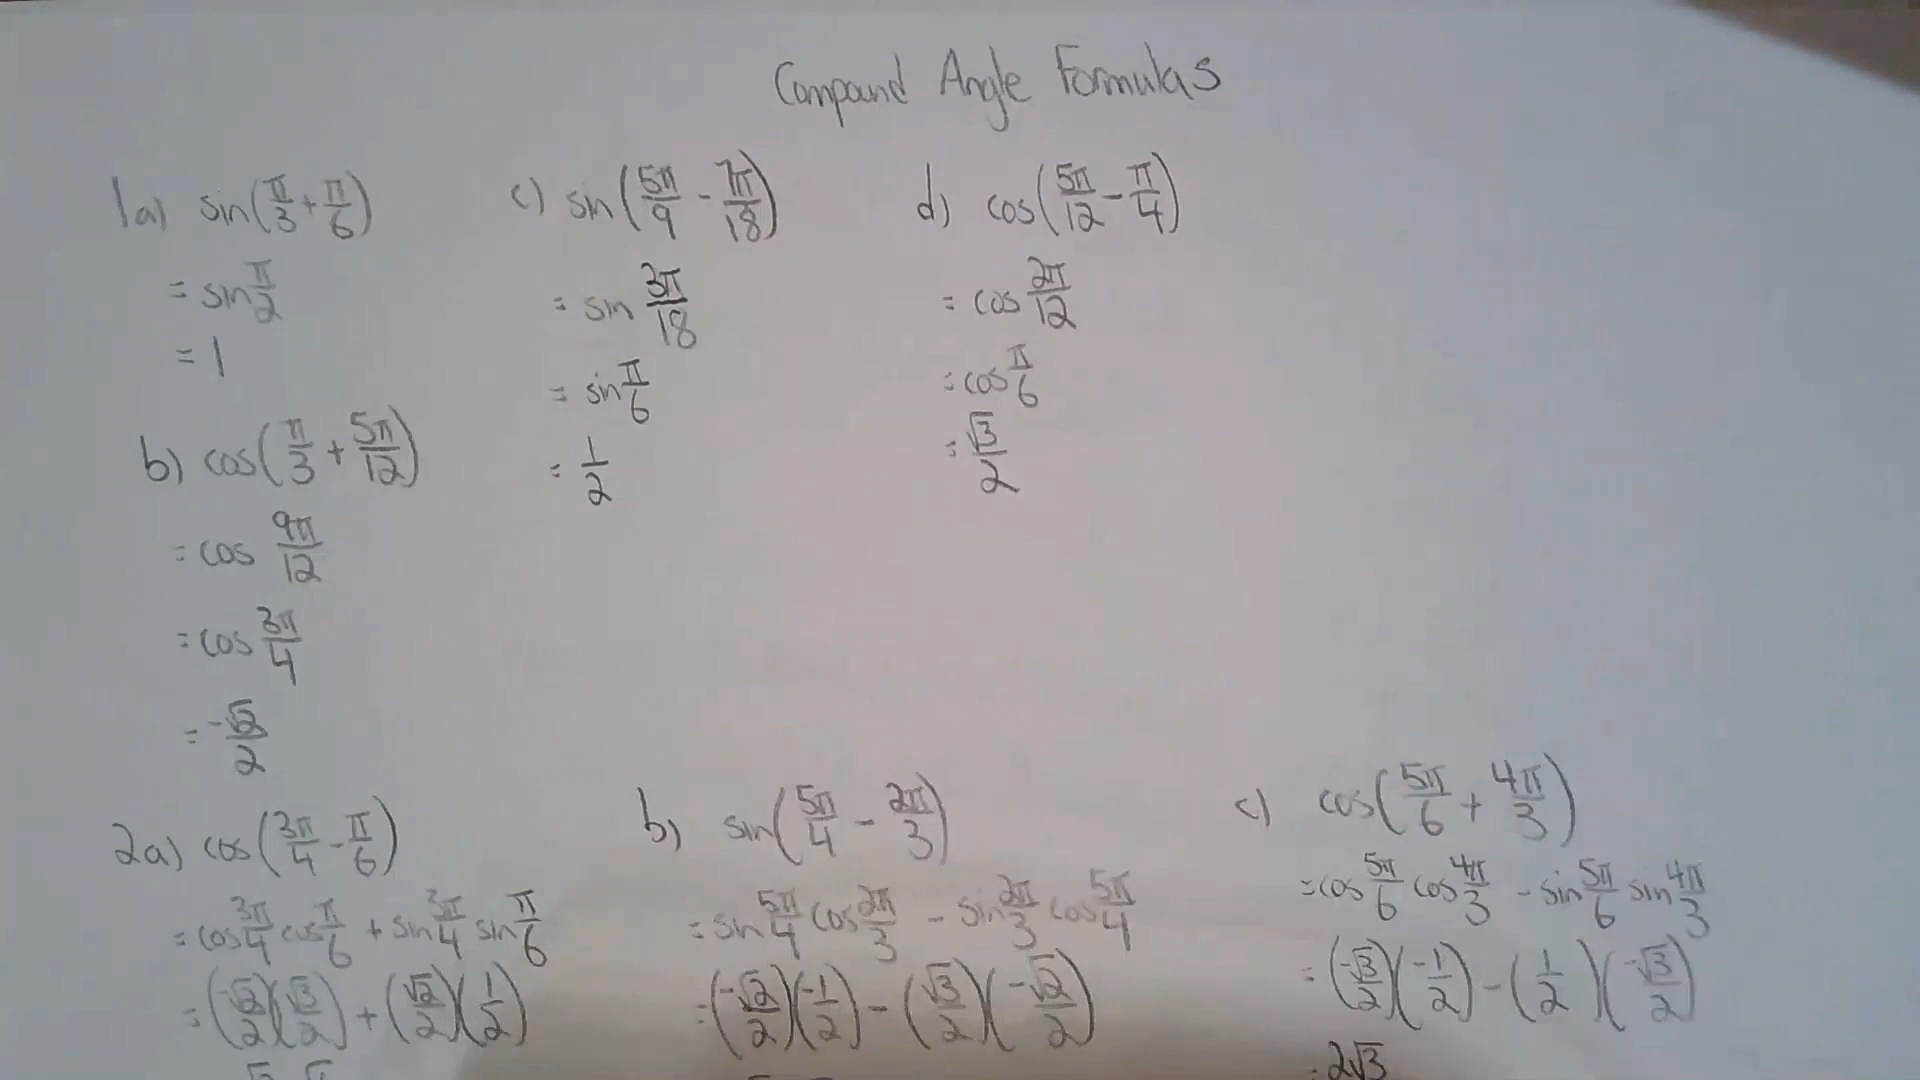 Compound Angle Formulas
1a) sin(π/3 + π/6)
= sin π/2
= 1
b) cos(π/3 + 5π/12)
= cos 9π/12
= cos 3π/4
= -√2/2
c) sin(5π/9 - 7π/18)
= sin 3π/18
= sin π/6
= 1/2
d) cos(5π/12 - π/4)
= cos 2π/12
= cos π/6
= √3/2
2a) cos(3π/4 - π/6)
= cos 3π/4 cos π/6 + sin 3π/4 sin π/6
= (-√2/2)(√3/2) + (√2/2)(1/2)
b) sin(5π/4 - 2π/3)
= sin 5π/4 cos 2π/3 - sin 2π/3 cos 5π/4
= (-√2/2)(-1/2) - (√3/2)(-√2/2)
c) cos(5π/6 + 4π/3)
= cos 5π/6 cos 4π/3 - sin 5π/6 sin 4π/3
= (-√3/2)(-1/2) - (1/2)(-√3/2)
= 2√3